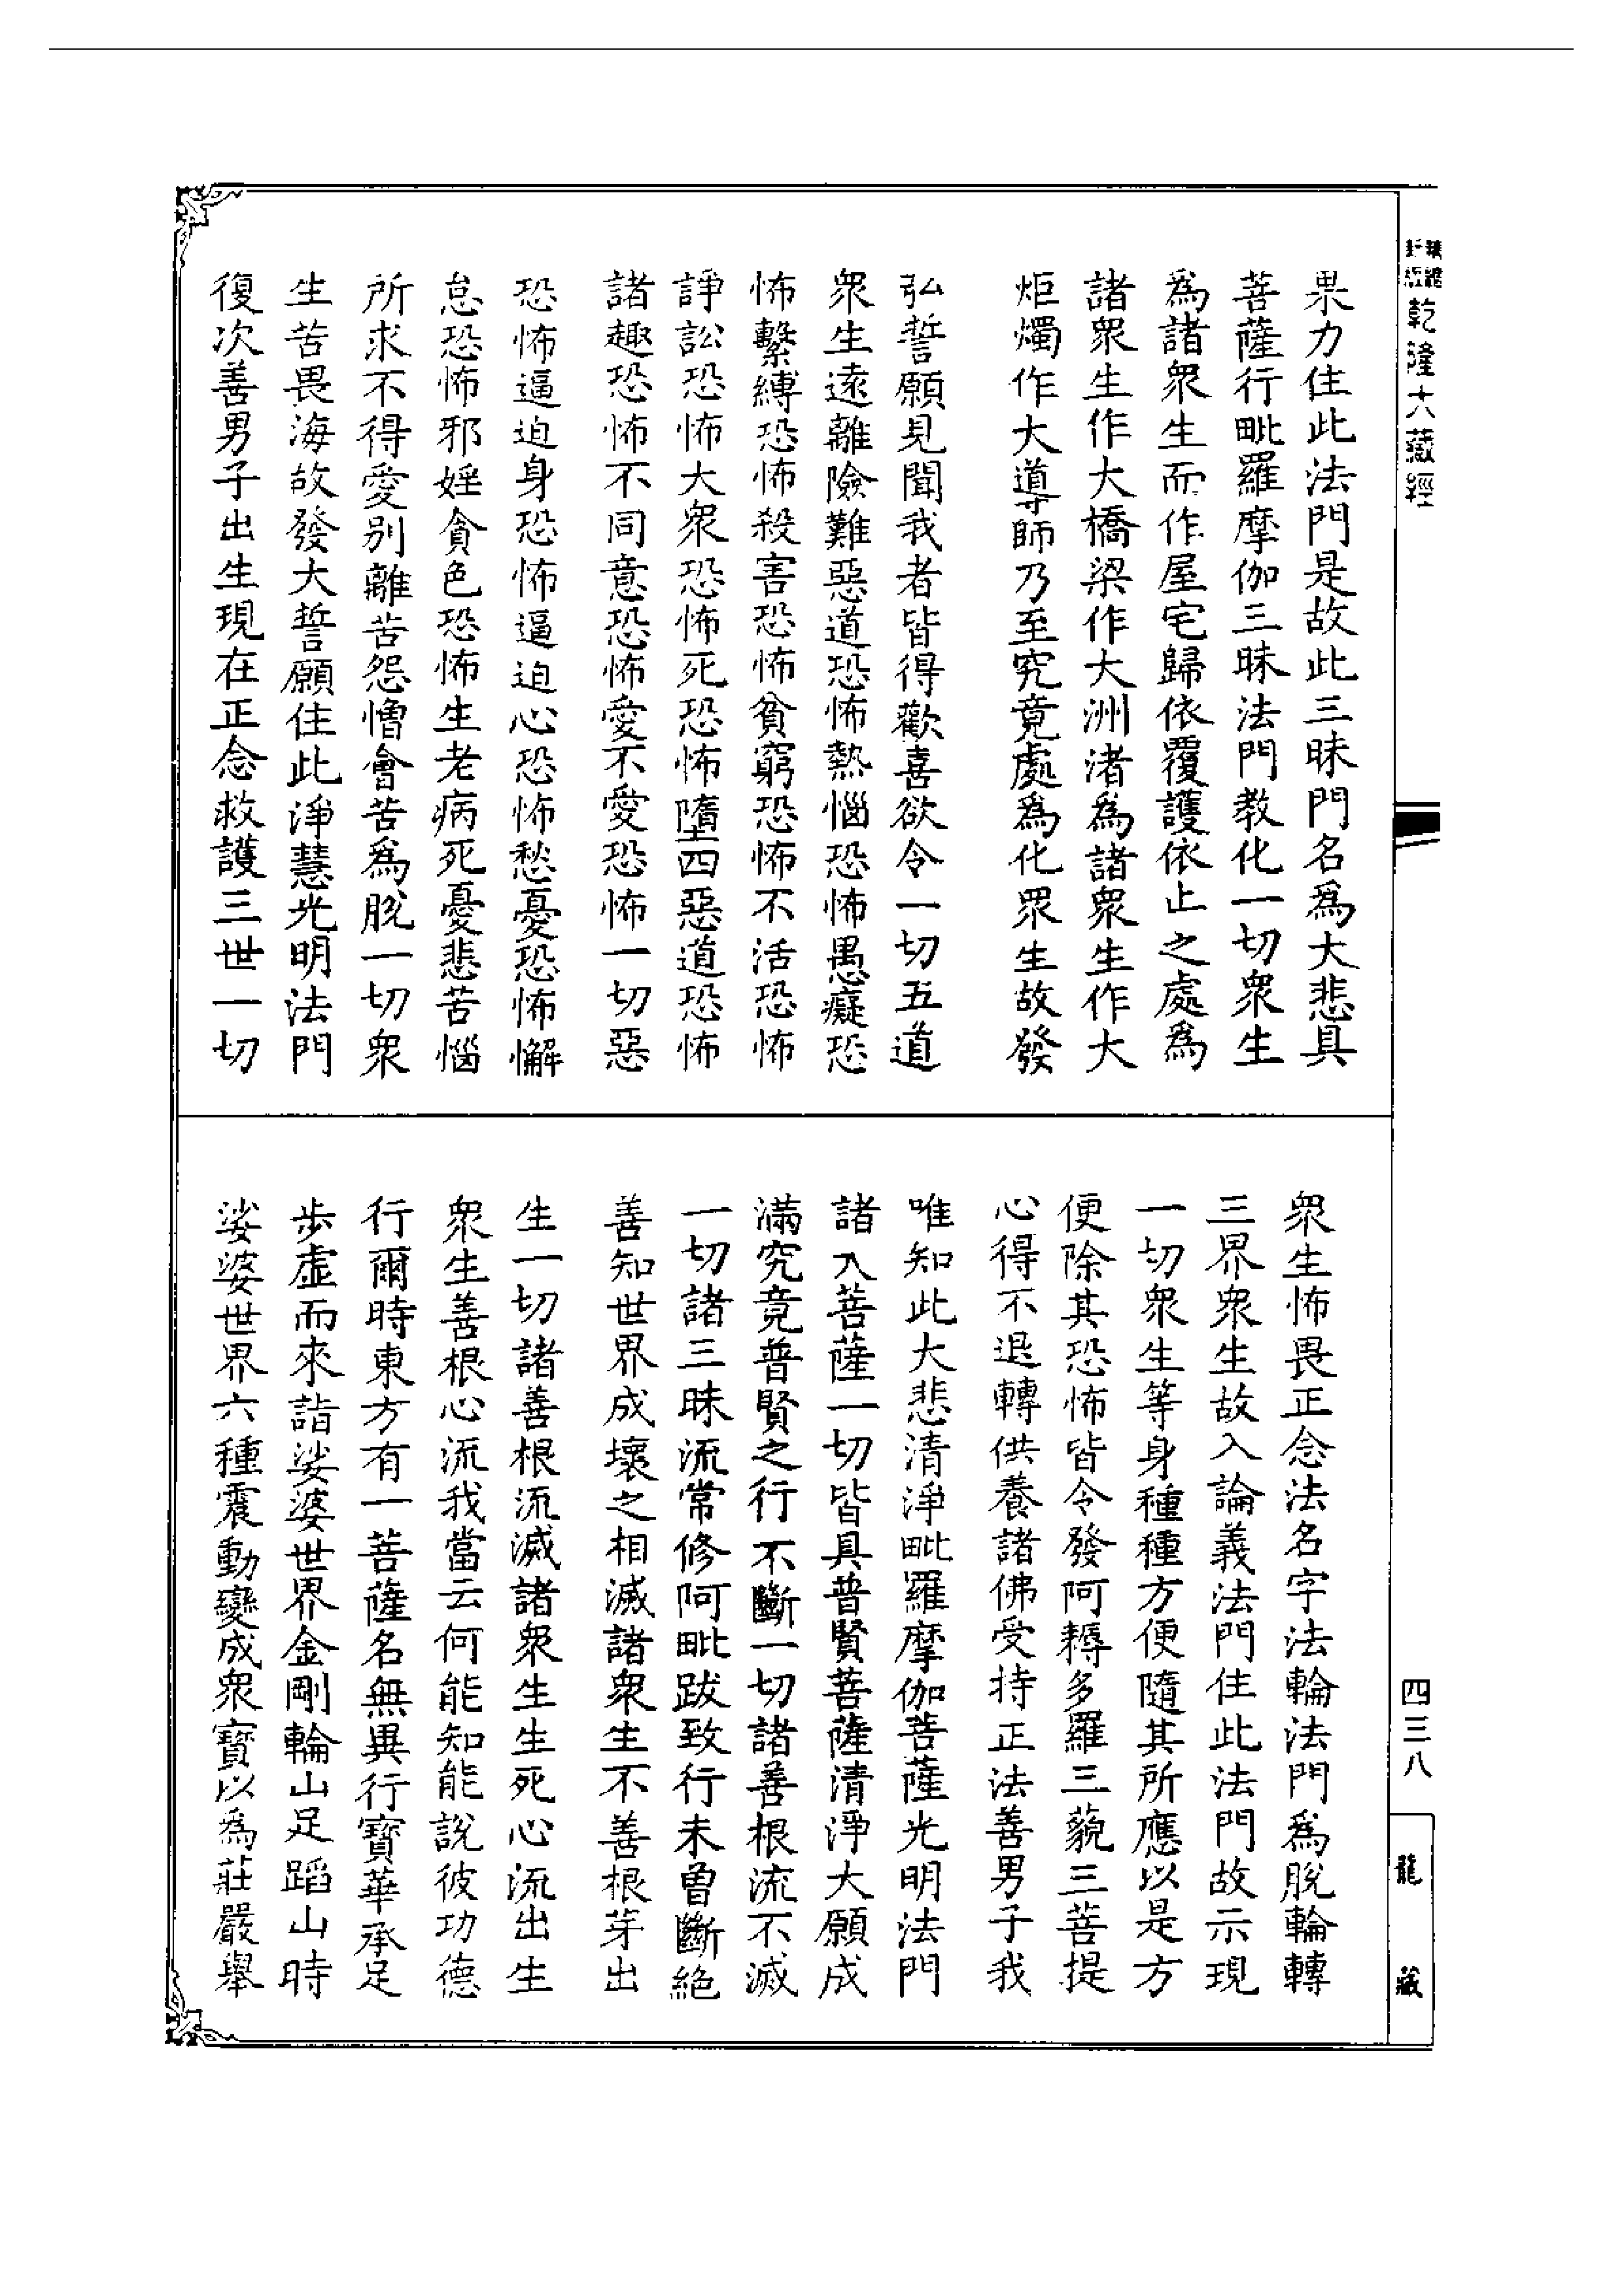 乾隆大藏經
果力住此法門是故此三昧門名為大悲具
菩薩行毗羅摩伽三昧法門教化一切衆生
為諸衆生而作屋宅歸依覆護依止之處為
諸衆生作大橋梁作大洲渚為諸衆生作大
炬燭作大導師乃至究竟處為化衆生故發
弘誓願見聞我者皆得歡喜欲令一切五道
衆生遠離險難惡道恐怖熱惱恐怖愚癡恐
怖繫縛恐怖殺害恐怖貧窮恐怖不活恐怖
諍訟恐怖大衆恐怖死恐怖墮四惡道恐怖
諸趣恐怖不同意恐怖愛不愛恐怖一切惡
恐怖逼迫身恐怖逼迫心恐怖愁憂恐怖懈
怠恐怖邪婬貪色恐怖生老病死憂悲苦惱
所求不得愛別離苦怨憎會苦為脫一切衆
生苦畏海故發大誓願住此淨慧光明法門
復次善男子出生現在正念救護三世一切
衆生怖畏正念法名字法輪法門為脫輪轉
三界衆生故入論義法門住此法門故示現
一切衆生等身種種方便隨其所應以是方
便除其恐怖皆令發阿耨多羅三藐三菩提
心得不退轉供養諸佛受持正法善男子我
唯知此大悲清淨毗羅摩伽菩薩光明法門
諸入菩薩一切皆具普賢菩薩清淨大願成
滿究竟普賢之行不斷一切諸善根流不滅
一切諸三昧流常修阿毗跋致行未曾斷絕
善知世界成壞之相滅諸衆生不善根芽出
生一切諸善根流滅諸衆生生死心流出生
衆生善根心流我當云何能知能說彼功德
行爾時東方有一菩薩名無異行寶華承足
步虛而來詣娑婆世界金剛輪山足蹈山時
娑婆世界六種震動變成衆寶以為莊嚴舉
四三八
龍藏